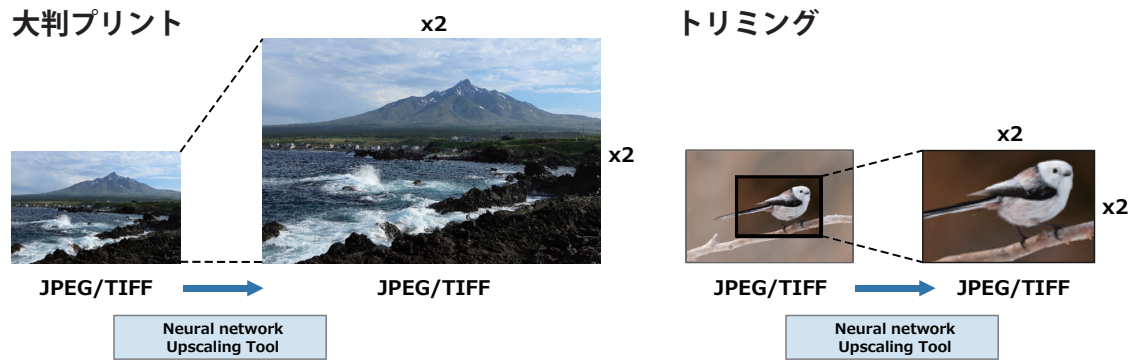 大判プリント
x2
x2
JPEG/TIFF
JPEG/TIFF
Neural network
Upscaling Tool
トリミング
x2
x2
JPEG/TIFF
JPEG/TIFF
Neural network
Upscaling Tool